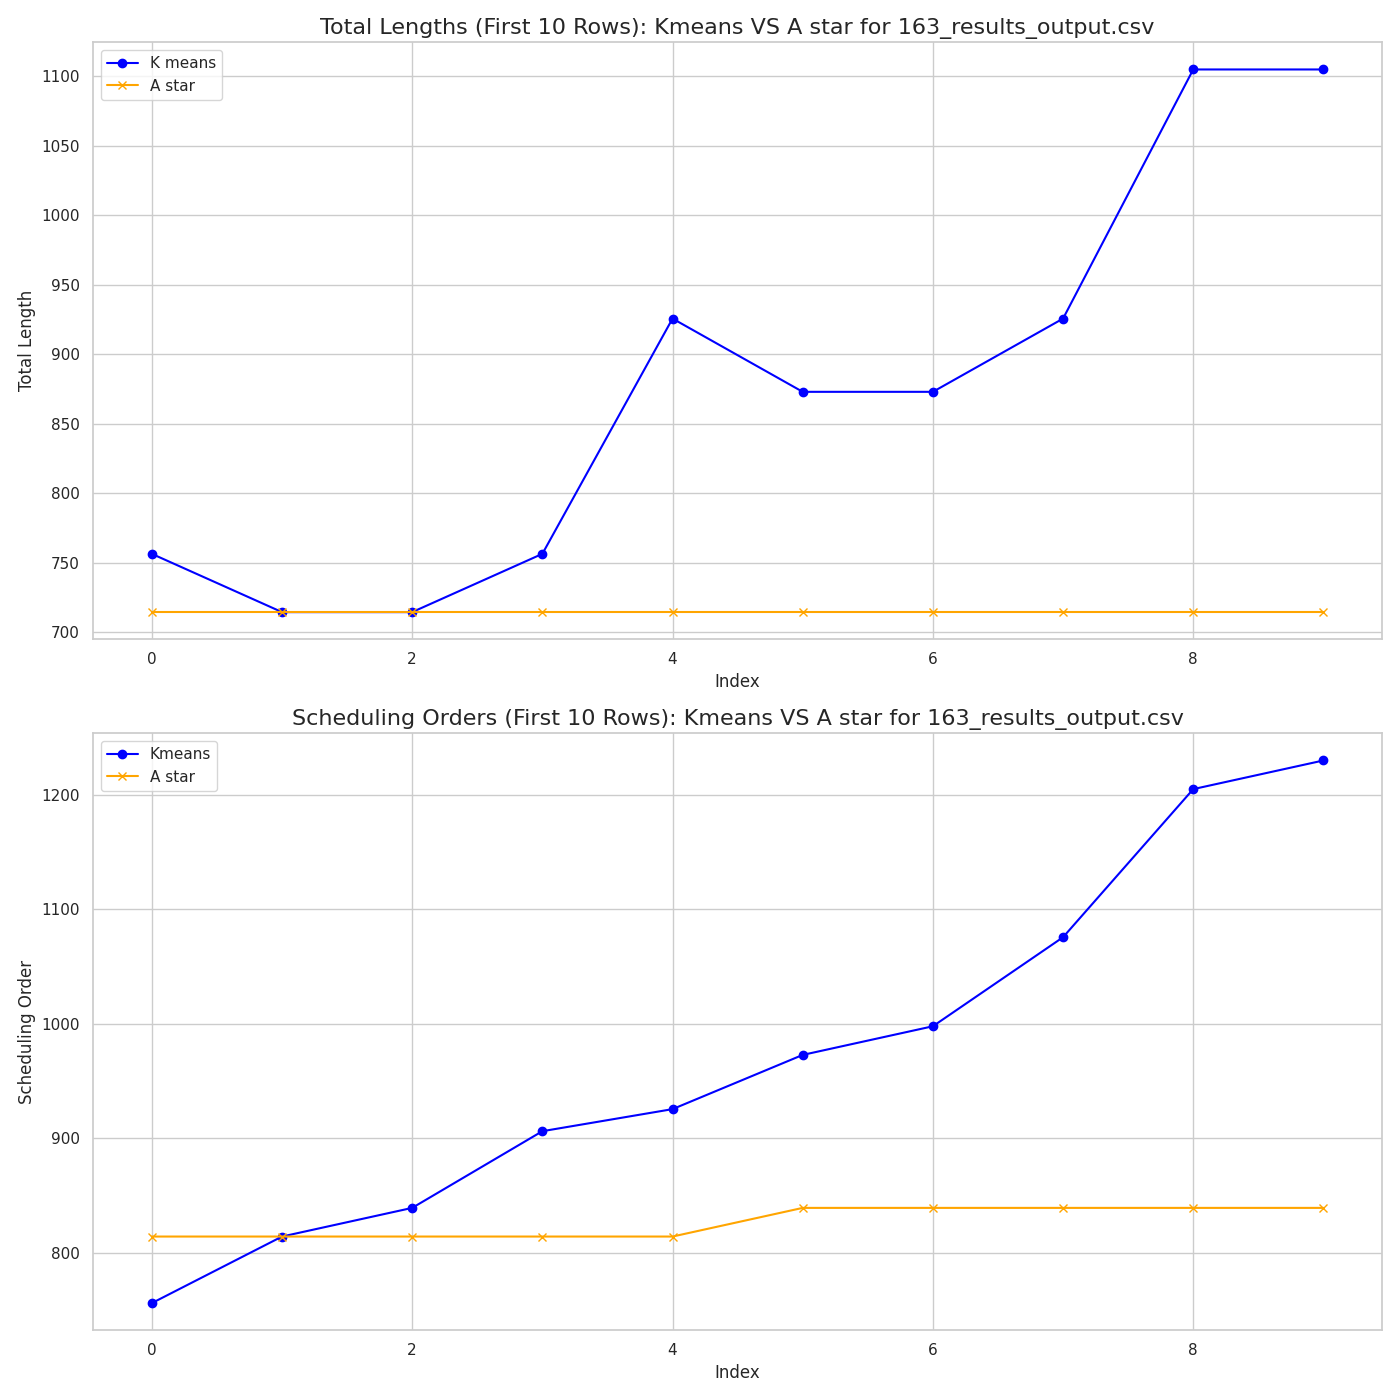 Total Lengths (First 10 Rows): Kmeans VS A star for 163_results_output.csv
K means
A star
1100
1050
1000
950
900
850
800
750
700
Total Length
0 2 4 6 8
Index
Scheduling Orders (First 10 Rows): Kmeans VS A star for 163_results_output.csv
Kmeans
A star
1200
1100
1000
900
800
Scheduling Order
0 2 4 6 8
Index